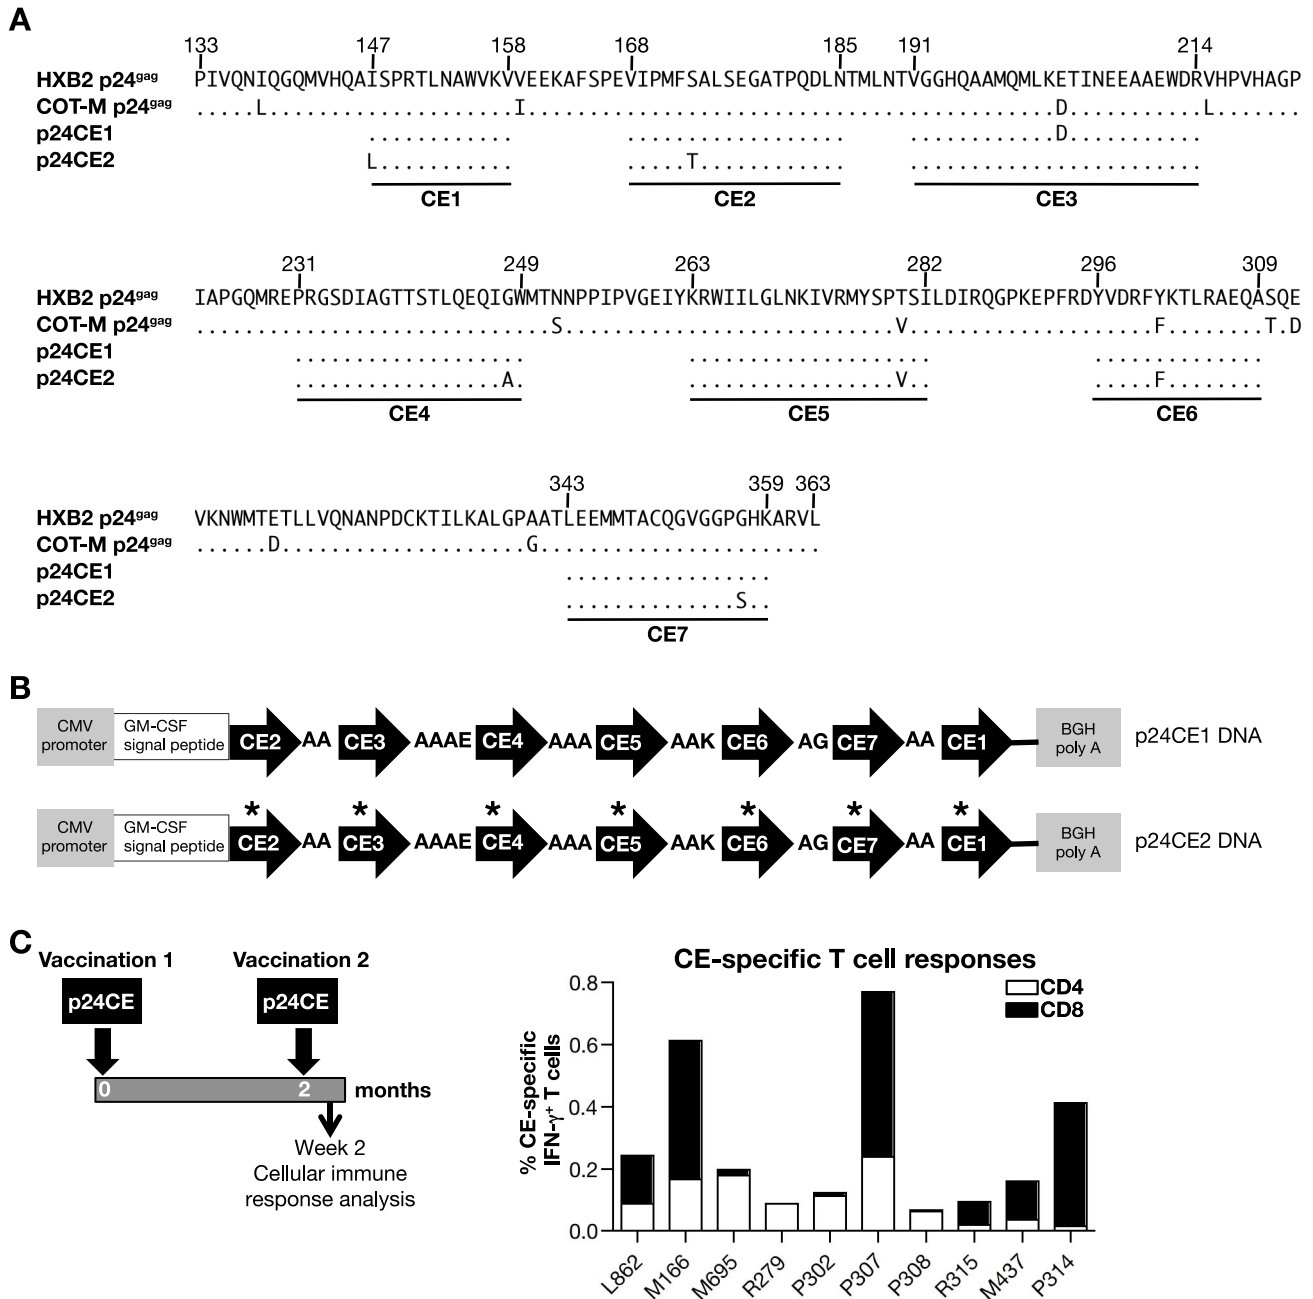 A
133 147 158 168 185 191 214
HXB2 p24gag PIVQNIQGQMVHQAISPRTLNAWVKVVEEKAFSPEVIPMFSALSEGATPQDLNTMLNTVGGHQAAMQMLKETINEEAAEWDRVHPVHAGP
COT-M p24gag .....L....................I...........................................D...........L.......
p24CE1 ............ .................. ............D...........
p24CE2 L........... .....T............ ........................
CE1 CE2 CE3
231 249 263 282 296 309
HXB2 p24gag IAPGQMREPRGSDIAGTTSTLQEQIGWMTNNPPIPVGEIYKRWIILGLNKIVRMYSPTSILDIRQGPKEPFRDYVDRFYKTLRAEQASQE
COT-M p24gag .............................S...........................V....................F........T.D
p24CE1 ................... .................... ..............
p24CE2 .................A. .................V.. .....F........
CE4 CE5 CE6
343 359 363
HXB2 p24gag VKNWMTETLLVQNANPDCKTILKALGPAATLEEMMTACQGVGGPGHKARVL
COT-M p24gag ......D....................G.......................
p24CE1 .................
p24CE2 ..............S..
CE7
B
CMV promoter GM-CSF signal peptide CE2 AA CE3 AAAE CE4 AAA CE5 AAK CE6 AG CE7 AA CE1 BGH poly A p24CE1 DNA
* * * * * * *
CMV promoter GM-CSF signal peptide CE2 AA CE3 AAAE CE4 AAA CE5 AAK CE6 AG CE7 AA CE1 BGH poly A p24CE2 DNA
C
Vaccination 1 Vaccination 2
p24CE p24CE
0 2 months
Week 2
Cellular immune
response analysis
CE-specific T cell responses
CD4
CD8
% CE-specific
IFN-γ+ T cells
0.8
0.6
0.4
0.2
0.0
L862 M166 M695 R279 P302 P307 P308 R315 M437 P314